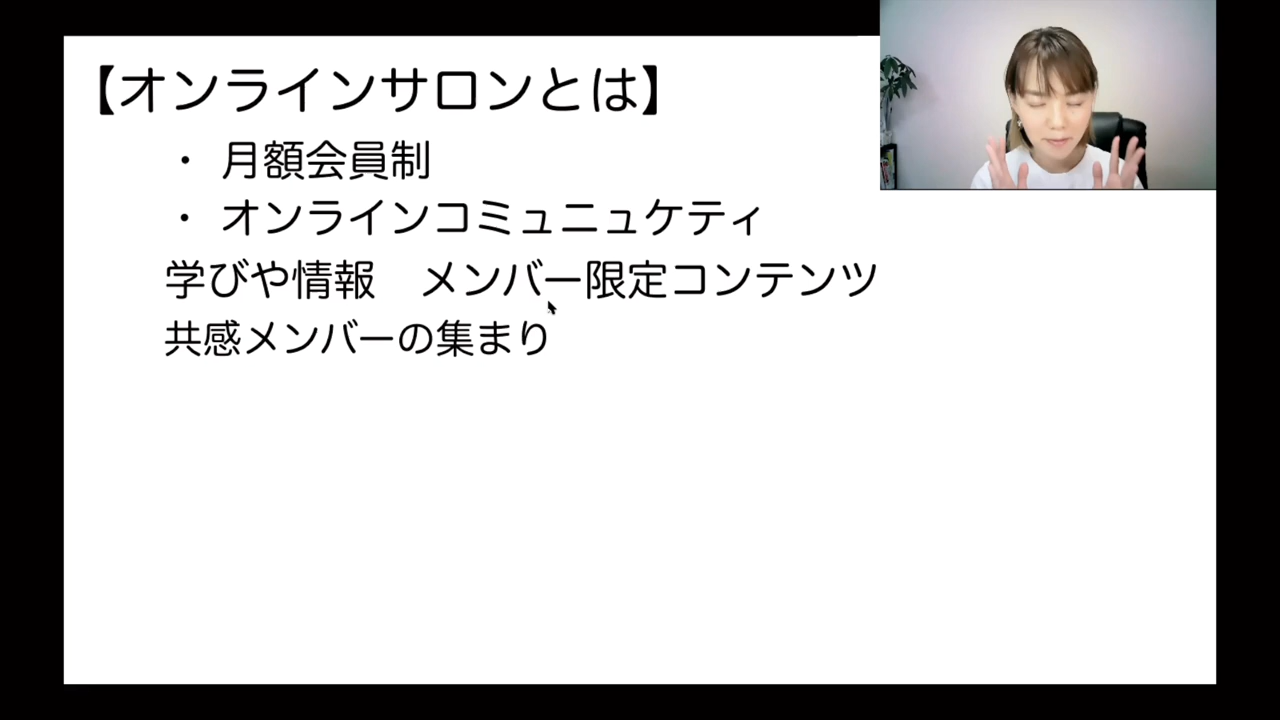 【オンラインサロンとは】
・ 月額会員制
・ オンラインコミュニュケティ
学びや情報　メンバー限定コンテンツ
共感メンバーの集まり